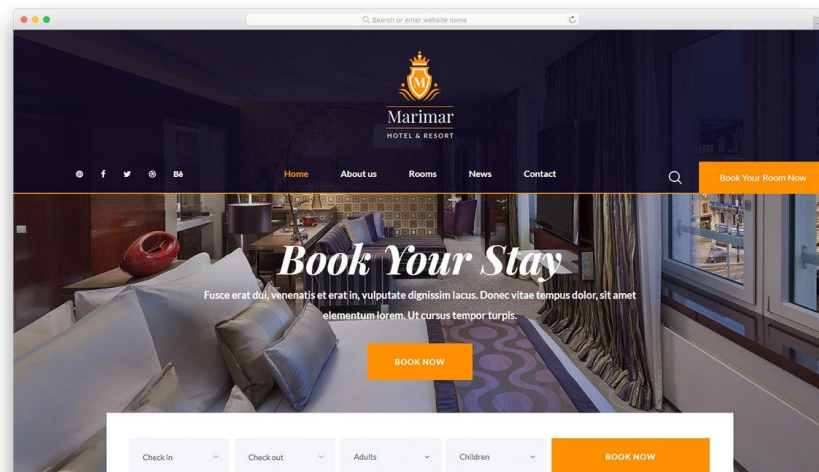 Search or enter website name
M
Marimar
HOTEL & RESORT
Bē
Home About us Rooms News Contact
Book Your Room Now
Book Your Stay
Fusce erat dui, venenatis et erat in, vulputate dignissim lacus. Donec vitae tempus dolor, sit amet
elementum lorem. Ut cursus tempor turpis.
BOOK NOW
Check in Check out Adults Children BOOK NOW